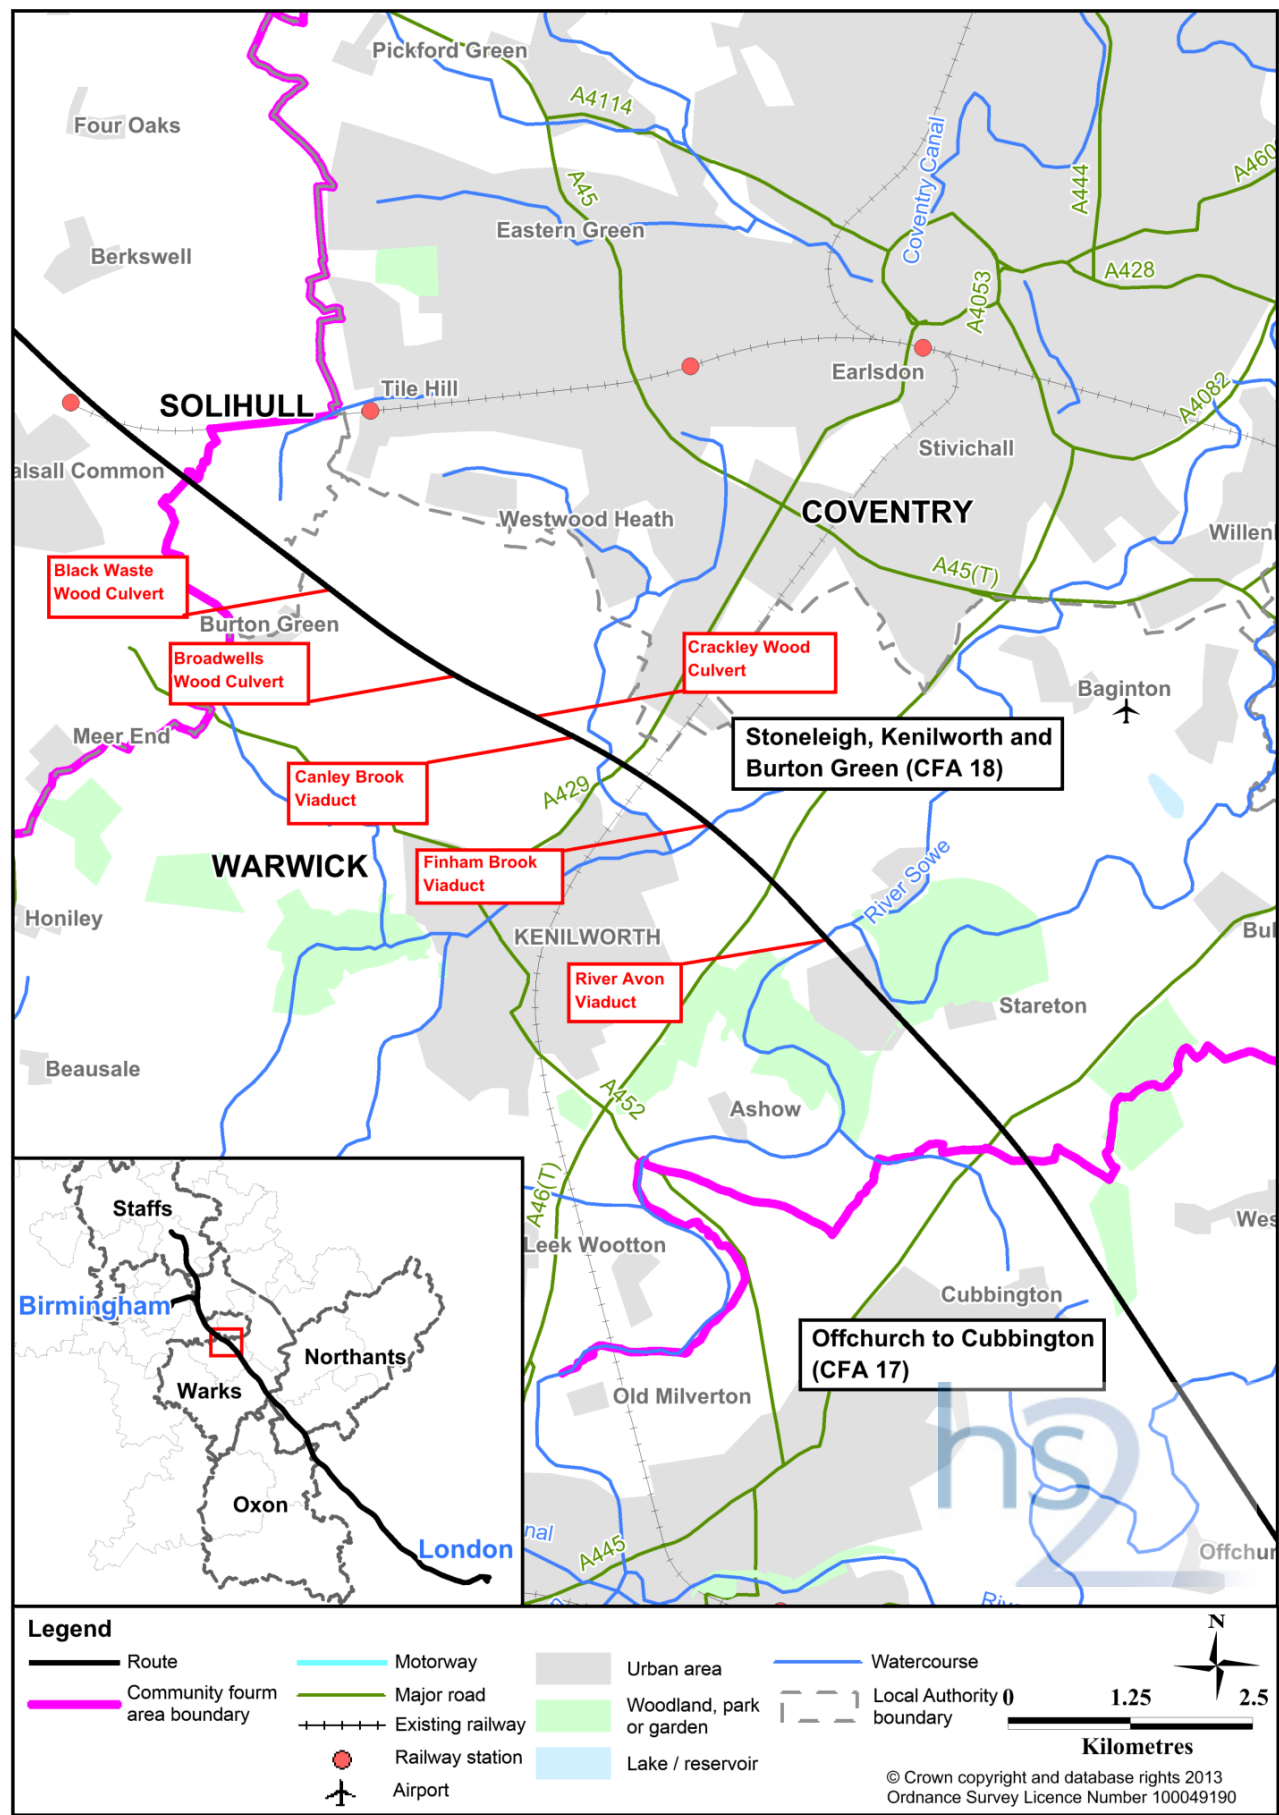 Pickford Green
Four Oaks
A4114
Coventry Canal
A444
A460
A45
Eastern Green
Berkswell
A428
A4053
Earlsdon
Tile Hill
SOLIHULL
A4082
Stivichall
alsall Common
COVENTRY
Westwood Heath
Willen
A45(T)
Black Waste
Wood Culvert
Burton Green
Broadwells
Wood Culvert
Crackley Wood
Culvert
Baginton
Meer End
Stoneleigh, Kenilworth and
Burton Green (CFA 18)
Canley Brook
Viaduct
A429
WARWICK
Finham Brook
Viaduct
River Sowe
Honiley
KENILWORTH
Bul
River Avon
Viaduct
Stareton
Beausale
A452
Ashow
A46(T)
Leek Wootton
Wes
Cubbington
Offchurch to Cubbington
(CFA 17)
Old Milverton
hs2
nal
A445
Offchur
Staffs
Birmingham
Northants
Warks
Oxon
London
Legend
Route
Community fourm
area boundary
Motorway
Major road
Existing railway
Railway station
Airport
Urban area
Woodland, park
or garden
Lake / reservoir
Watercourse
Local Authority
boundary
N
0 1.25 2.5
Kilometres
© Crown copyright and database rights 2013
Ordnance Survey Licence Number 100049190